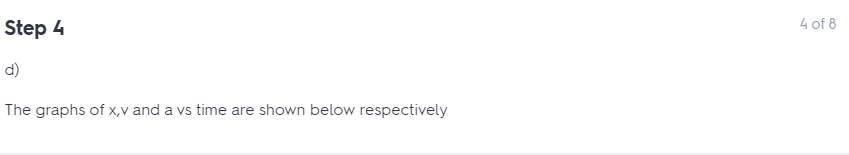 Step 4
4 of 8
d)
The graphs of x,v and a vs time are shown below respectively